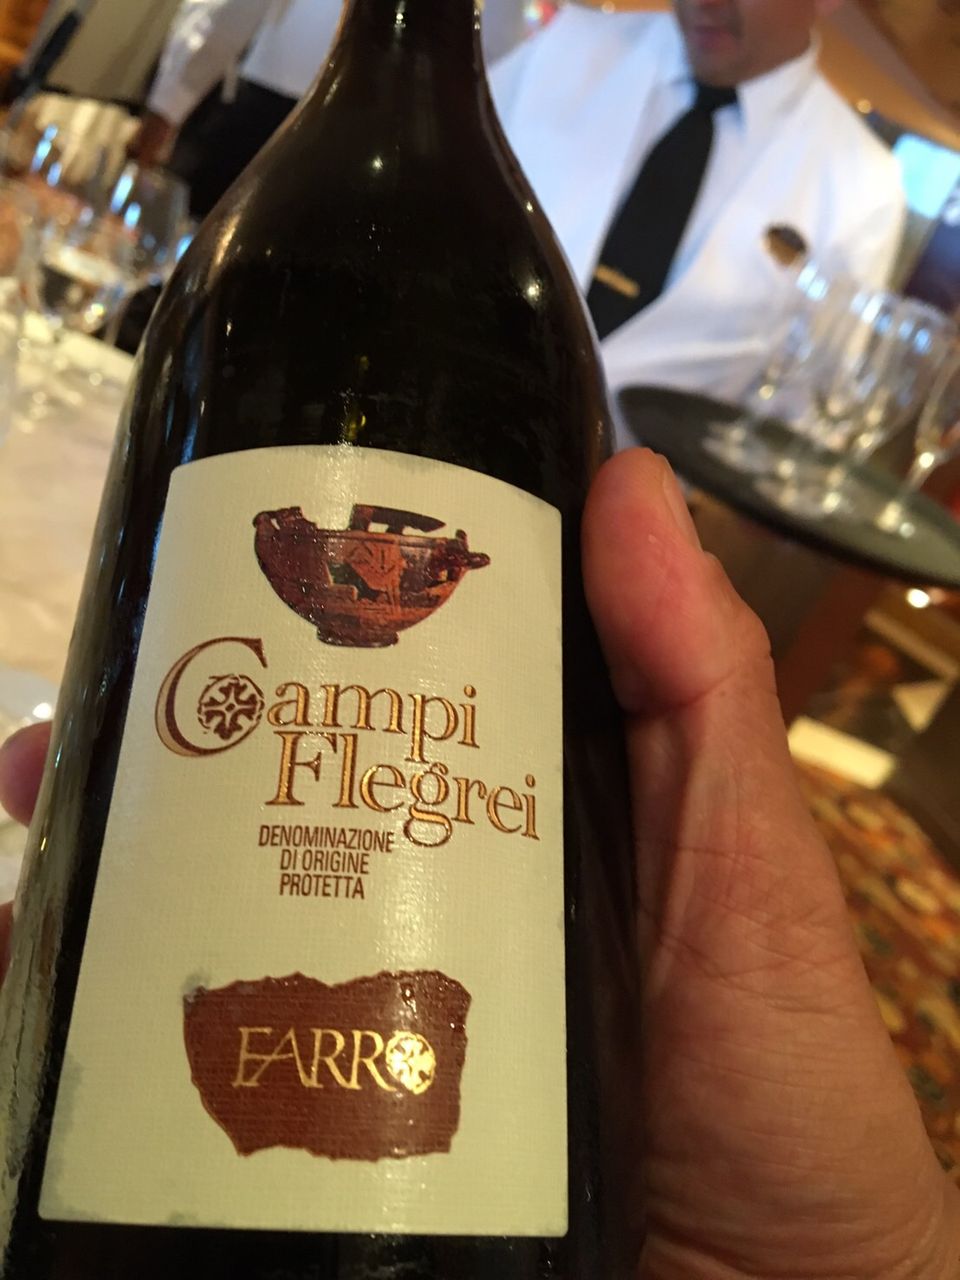 Campi
Flegrei
DENOMINAZIONE
DI ORIGINE
PROTETTA
FARRO